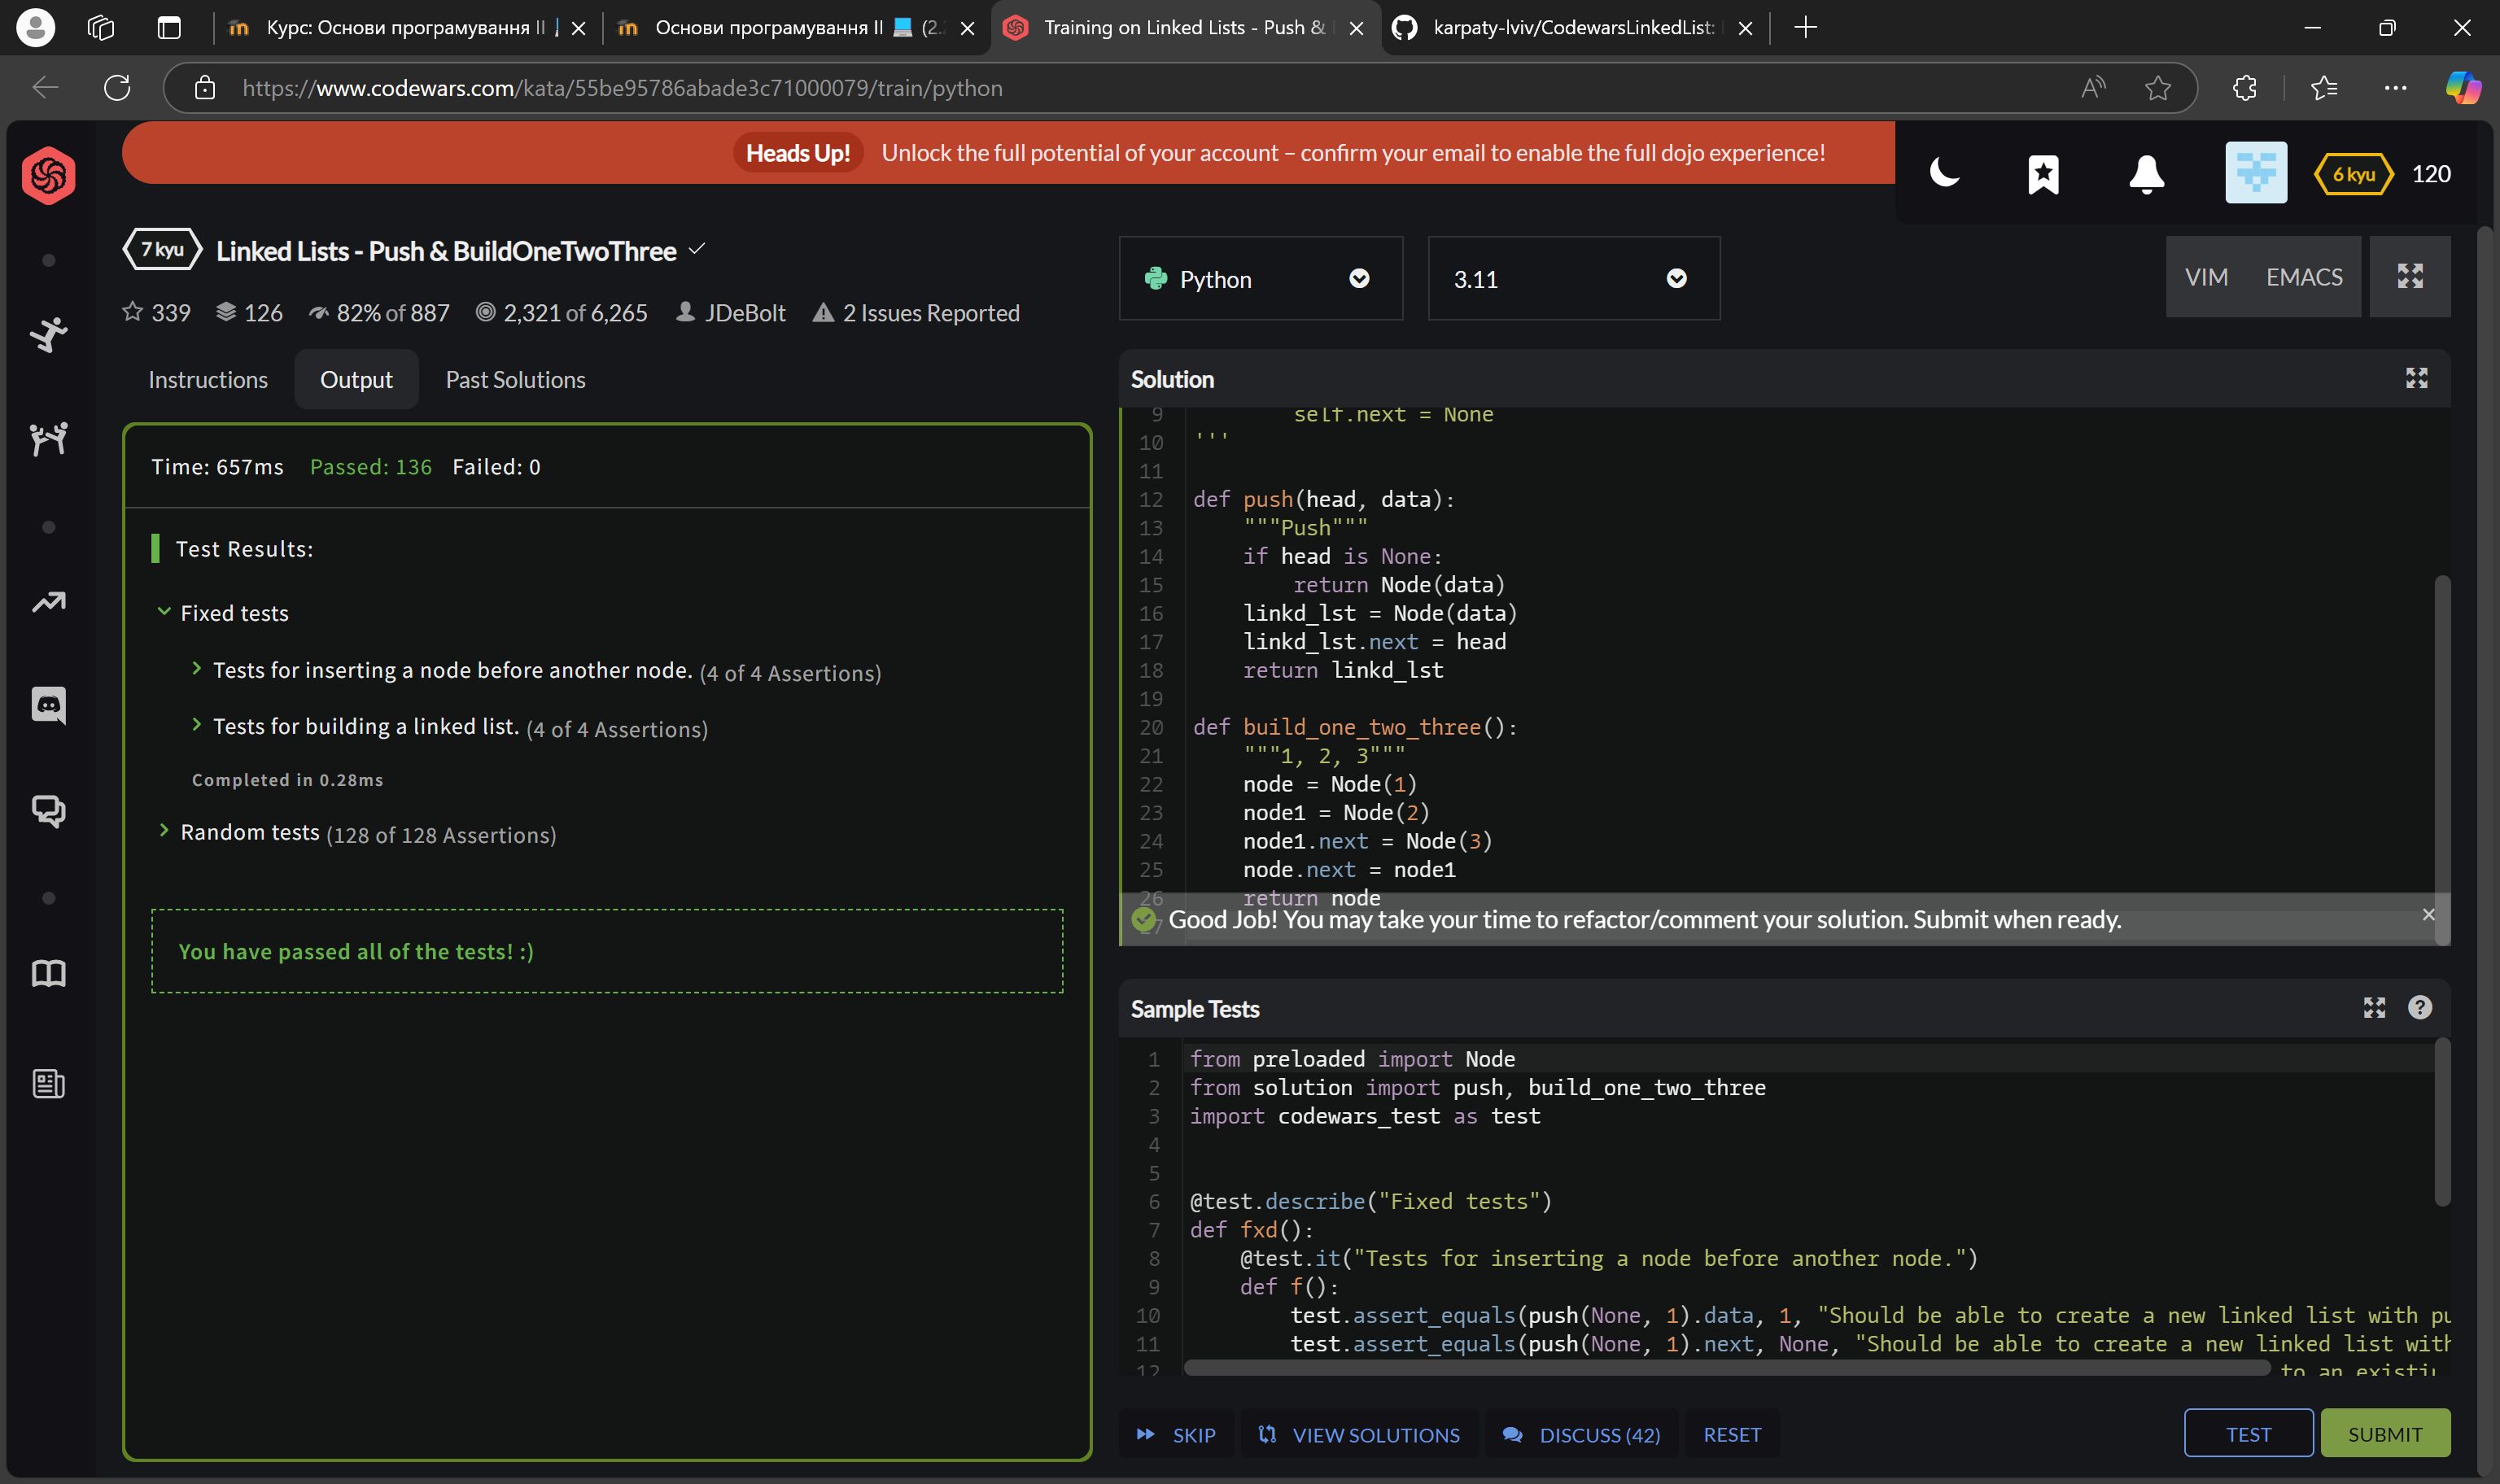 Курс: Основи програмування ІІ
Основи програмування ІІ 💻 (2.
Training on Linked Lists - Push &
karpaty-lviv/CodewarsLinkedList:
https://www.codewars.com/kata/55be95786abade3c71000079/train/python
Heads Up! Unlock the full potential of your account – confirm your email to enable the full dojo experience!
6 kyu 120
7 kyu Linked Lists - Push & BuildOneTwoThree
339 126 82% of 887 2,321 of 6,265 JDeBolt 2 Issues Reported
Instructions Output Past Solutions
Time: 657ms Passed: 136 Failed: 0
Test Results:
Fixed tests
Tests for inserting a node before another node. (4 of 4 Assertions)
Tests for building a linked list. (4 of 4 Assertions)
Completed in 0.28ms
Random tests (128 of 128 Assertions)
You have passed all of the tests! :)
Python 3.11 VIM EMACS
Solution
9 self.next = None
10 '''
11
12 def push(head, data):
13 """Push"""
14 if head is None:
15 return Node(data)
16 linkd_lst = Node(data)
17 linkd_lst.next = head
18 return linkd_lst
19
20 def build_one_two_three():
21 """1, 2, 3"""
22 node = Node(1)
23 node1 = Node(2)
24 node1.next = Node(3)
25 node.next = node1
26 return node
27
Good Job! You may take your time to refactor/comment your solution. Submit when ready.
Sample Tests
1 from preloaded import Node
2 from solution import push, build_one_two_three
3 import codewars_test as test
4
5
6 @test.describe("Fixed tests")
7 def fxd():
8 @test.it("Tests for inserting a node before another node.")
9 def f():
10 test.assert_equals(push(None, 1).data, 1, "Should be able to create a new linked list with pu
11 test.assert_equals(push(None, 1).next, None, "Should be able to create a new linked list with
12 to an existi
SKIP VIEW SOLUTIONS DISCUSS (42) RESET TEST SUBMIT